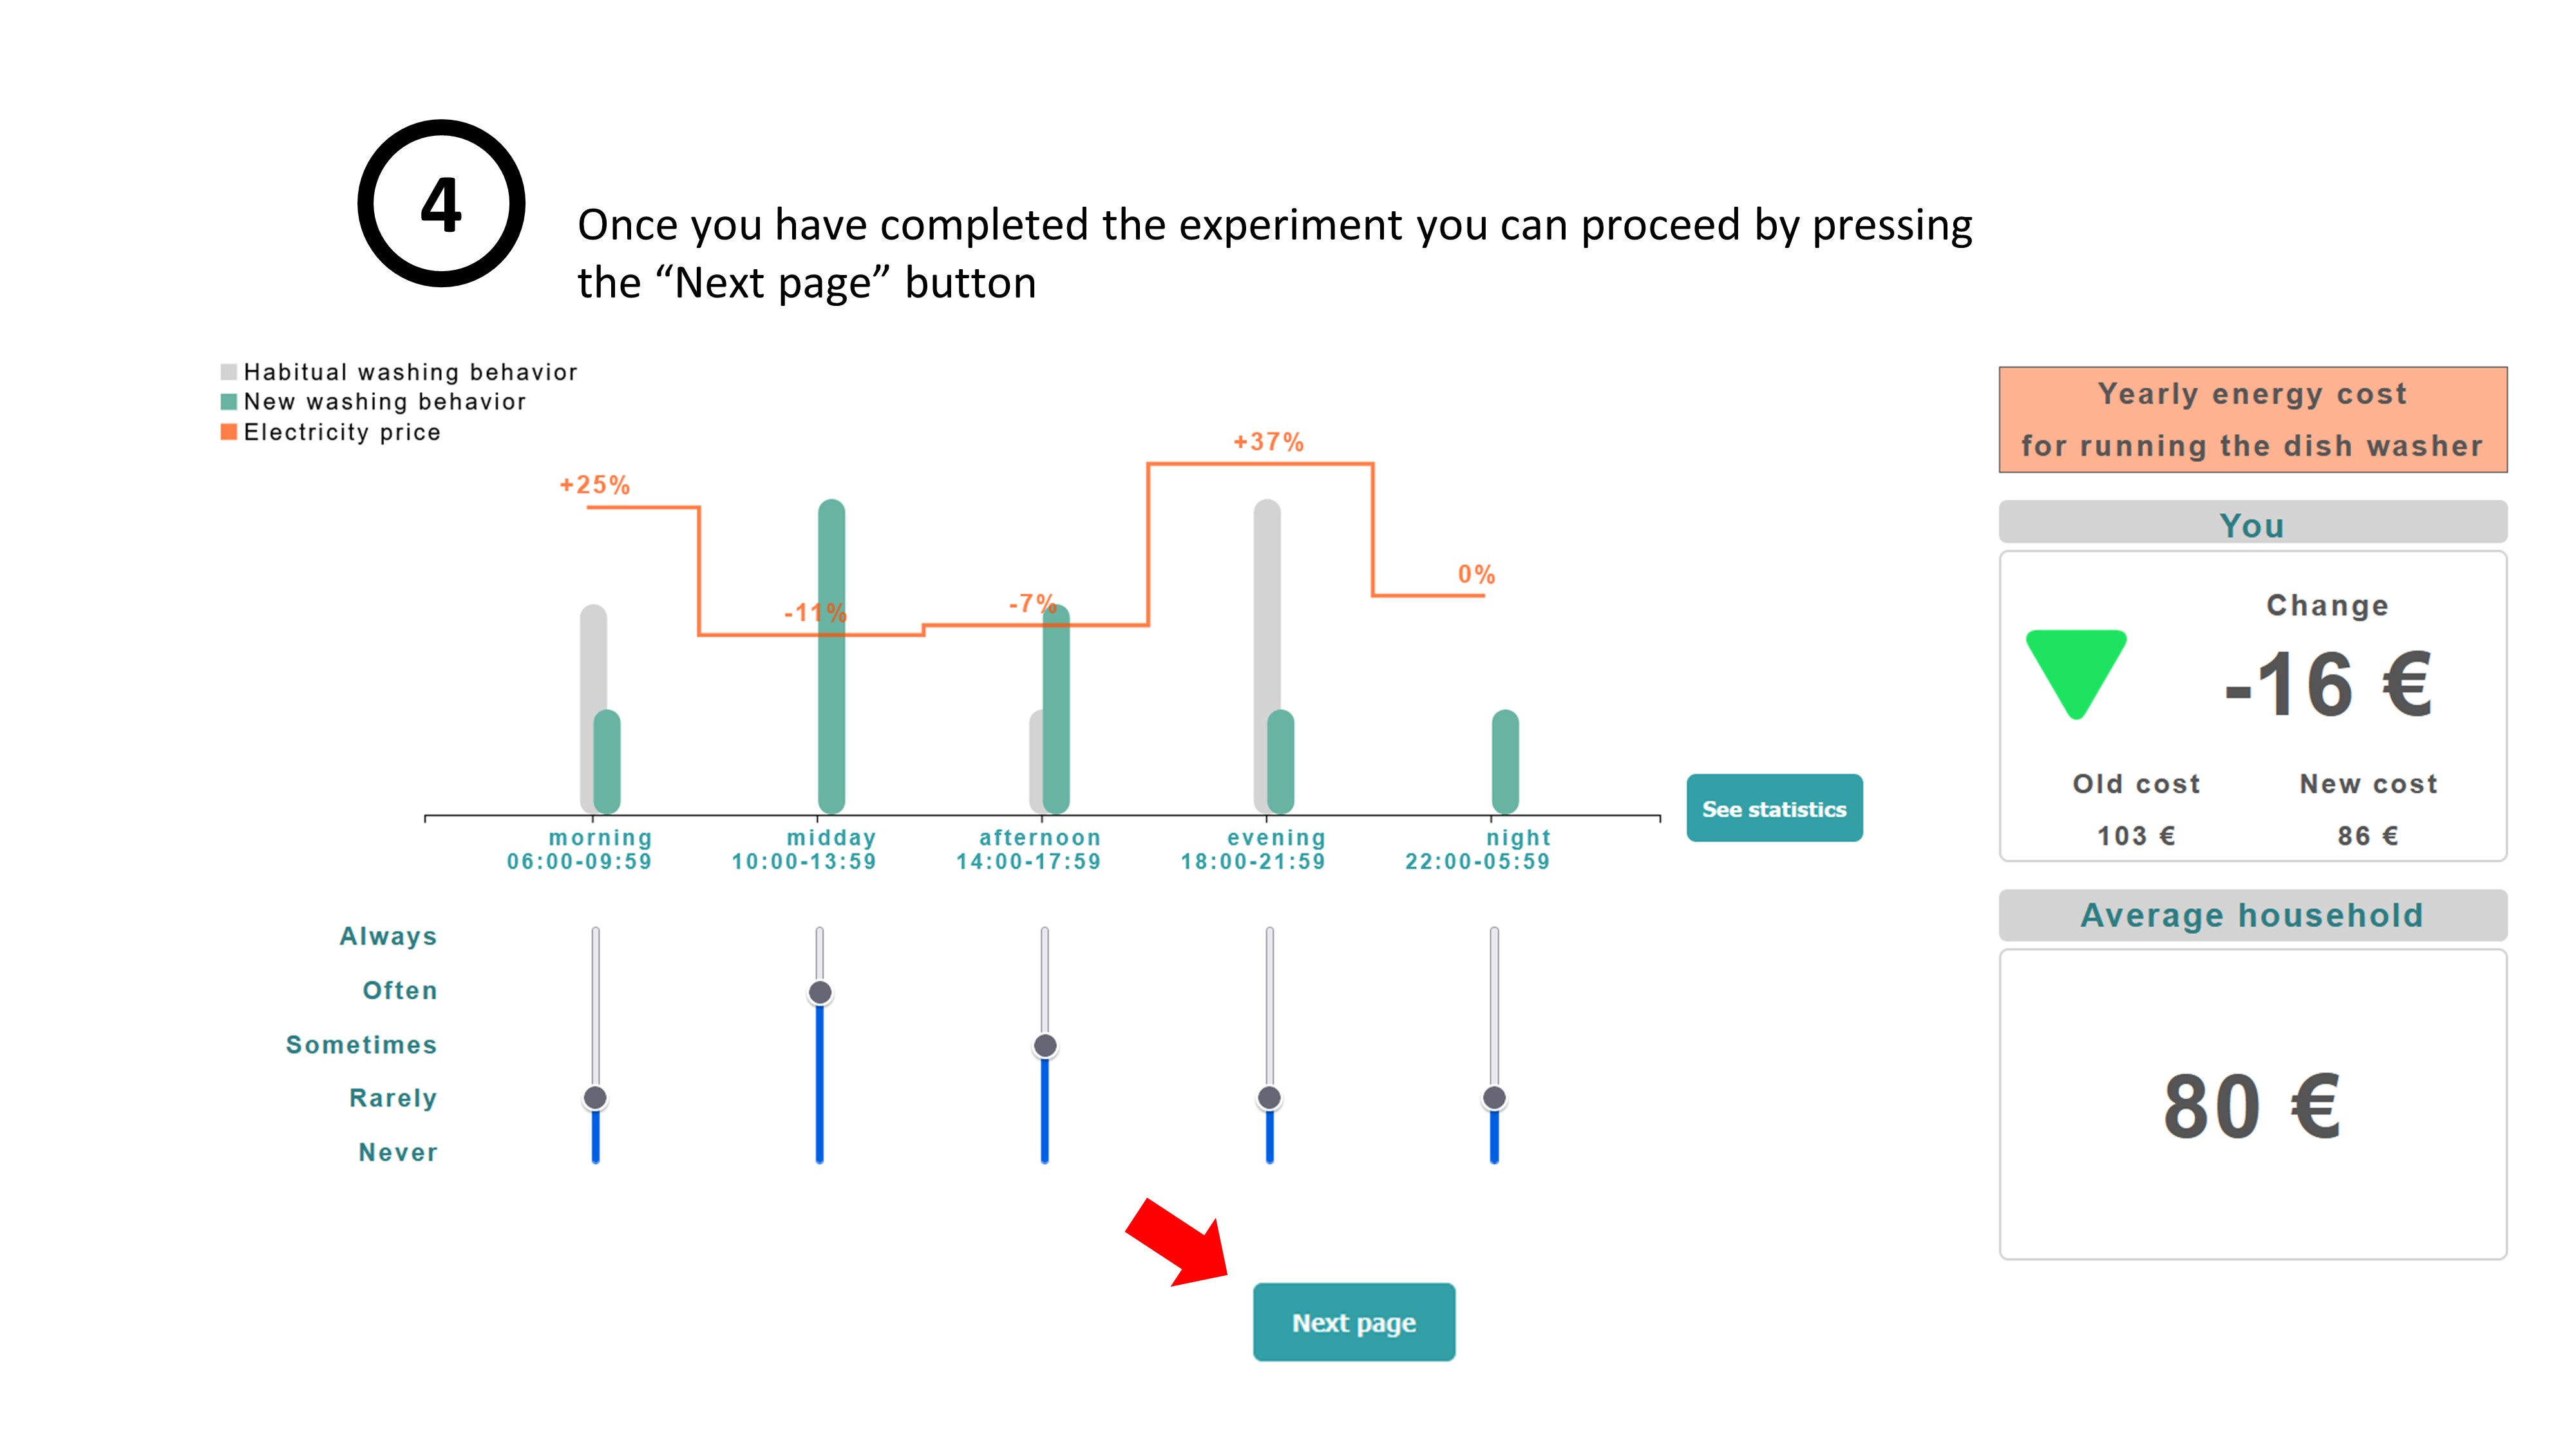 4
Once you have completed the experiment you can proceed by pressing
the “Next page” button
Habitual washing behavior
New washing behavior
Electricity price
+25%
-11%
-7%
+37%
0%
morning
06:00-09:59
midday
10:00-13:59
afternoon
14:00-17:59
evening
18:00-21:59
night
22:00-05:59
See statistics
Always
Often
Sometimes
Rarely
Never
Next page
Yearly energy cost
for running the dish washer
You
Change
-16 €
Old cost
103 €
New cost
86 €
Average household
80 €